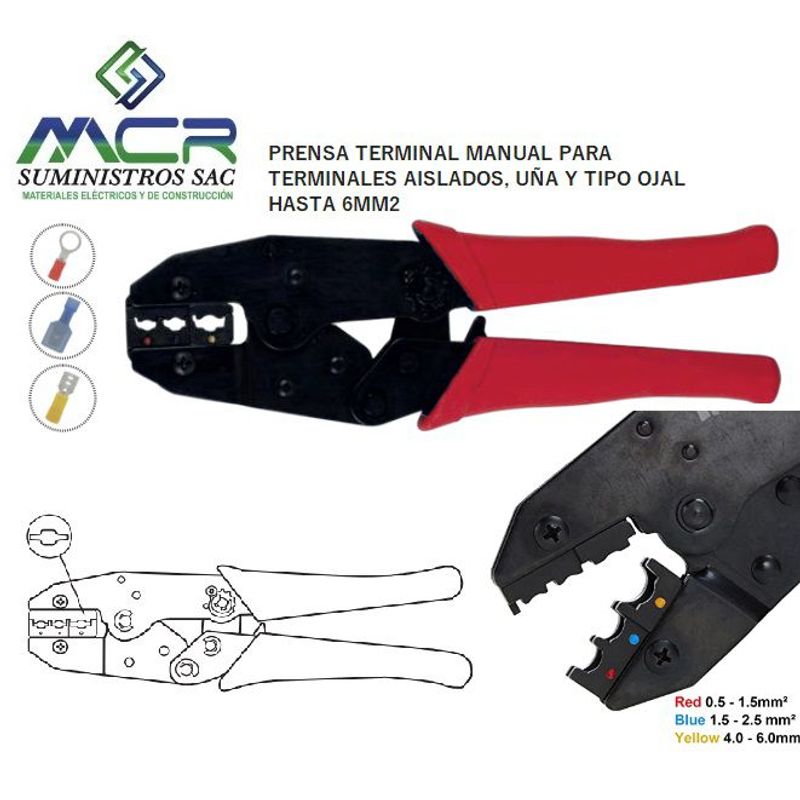 MCR
SUMINISTROS SAC
MATERIALES ELÉCTRICOS Y DE CONSTRUCCIÓN
PRENSA TERMINAL MANUAL PARA
TERMINALES AISLADOS, UÑA Y TIPO OJAL
HASTA 6MM2
Red 0.5 - 1.5mm²
Blue 1.5 - 2.5 mm²
Yellow 4.0 - 6.0mm